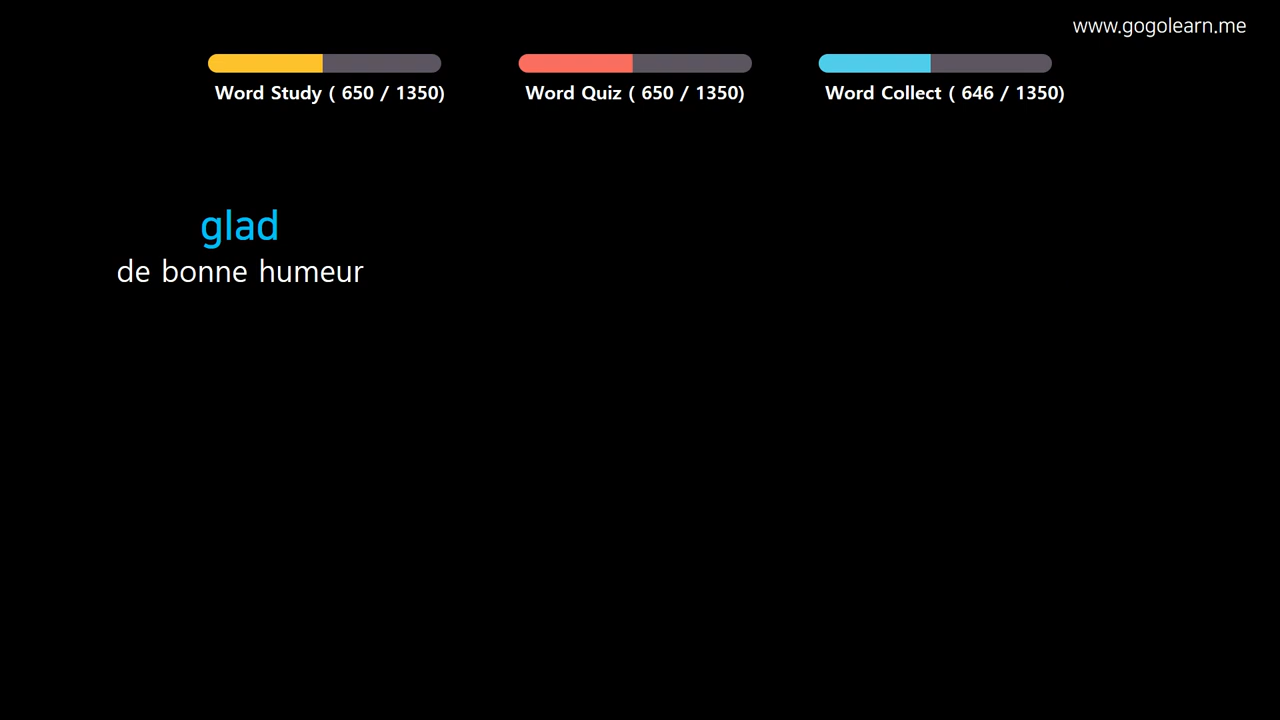 www.gogolearn.me
Word Study ( 650 / 1350)
Word Quiz ( 650 / 1350)
Word Collect ( 646 / 1350)
glad
de bonne humeur